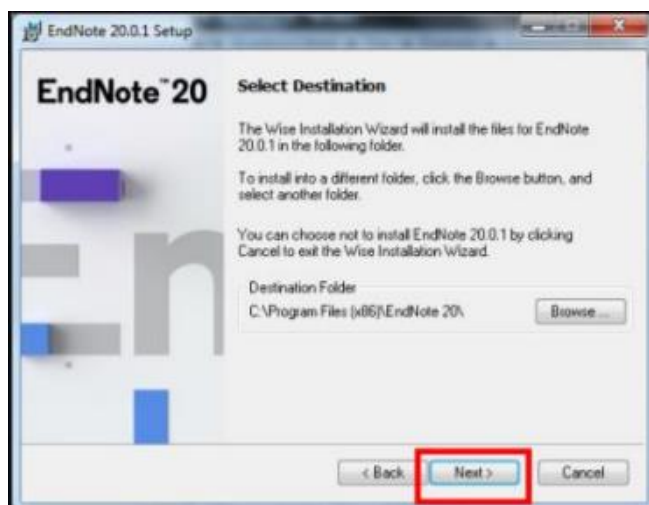 EndNote 20.0.1 Setup
EndNote™20
Select Destination
The Wise Installation Wizard will install the files for EndNote
20.0.1 in the following folder.
To install into a different folder, click the Browse button, and
select another folder.
You can choose not to install EndNote 20.0.1 by clicking
Cancel to exit the Wise Installation Wizard.
Destination Folder
C:\Program Files (x86)\EndNote 20\
Browse ...
< Back
Next >
Cancel
En